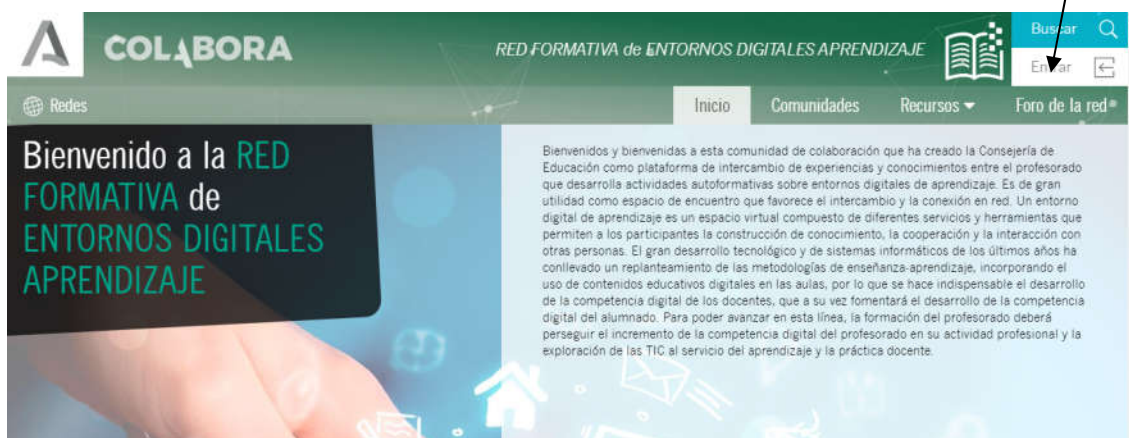 COLABORA
RED FORMATIVA de ENTORNOS DIGITALES APRENDIZAJE
Buscar
Entrar
Redes
Inicio
Comunidades
Recursos
Foro de la red
Bienvenido a la RED
FORMATIVA de
ENTORNOS DIGITALES
APRENDIZAJE
Bienvenidos y bienvenidas a esta comunidad de colaboración que ha creado la Consejería de
Educación como plataforma de intercambio de experiencias y conocimientos entre el profesorado
que desarrolla actividades autoformativas sobre entornos digitales de aprendizaje. Es de gran
utilidad como espacio de encuentro que favorece el intercambio y la conexión en red. Un entorno
digital de aprendizaje es un espacio virtual compuesto de diferentes servicios y herramientas que
permiten a los participantes la construcción de conocimiento, la cooperación y la interacción con
otras personas. El gran desarrollo tecnológico y de sistemas informáticos de los últimos años ha
conllevado un replanteamiento de las metodologías de enseñanza-aprendizaje, incorporando el
uso de contenidos educativos digitales en las aulas, por lo que se hace indispensable el desarrollo
de la competencia digital de los docentes, que a su vez fomentará el desarrollo de la competencia
digital del alumnado. Para poder avanzar en esta línea, la formación del profesorado deberá
perseguir el incremento de la competencia digital del profesorado en su actividad profesional y la
exploración de las TIC al servicio del aprendizaje y la práctica docente.